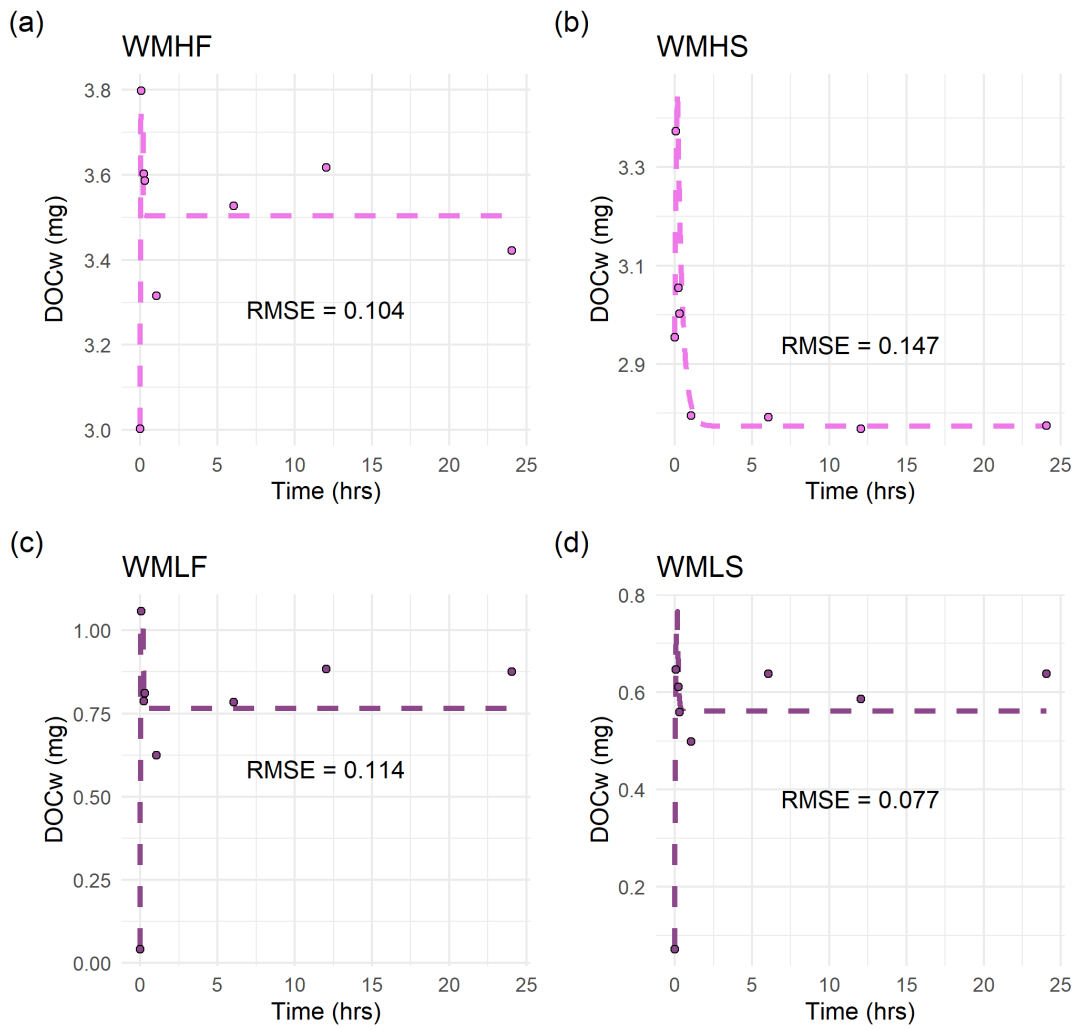 (a)
WMHF
3.8
3.6
3.4
3.2
3.0
DOCw (mg)
RMSE = 0.104
0 5 10 15 20 25
Time (hrs)
(b)
WMHS
3.3
3.1
2.9
DOCw (mg)
RMSE = 0.147
0 5 10 15 20 25
Time (hrs)
(c)
WMLF
1.00
0.75
0.50
0.25
0.00
DOCw (mg)
RMSE = 0.114
0 5 10 15 20 25
Time (hrs)
(d)
WMLS
0.8
0.6
0.4
0.2
DOCw (mg)
RMSE = 0.077
0 5 10 15 20 25
Time (hrs)